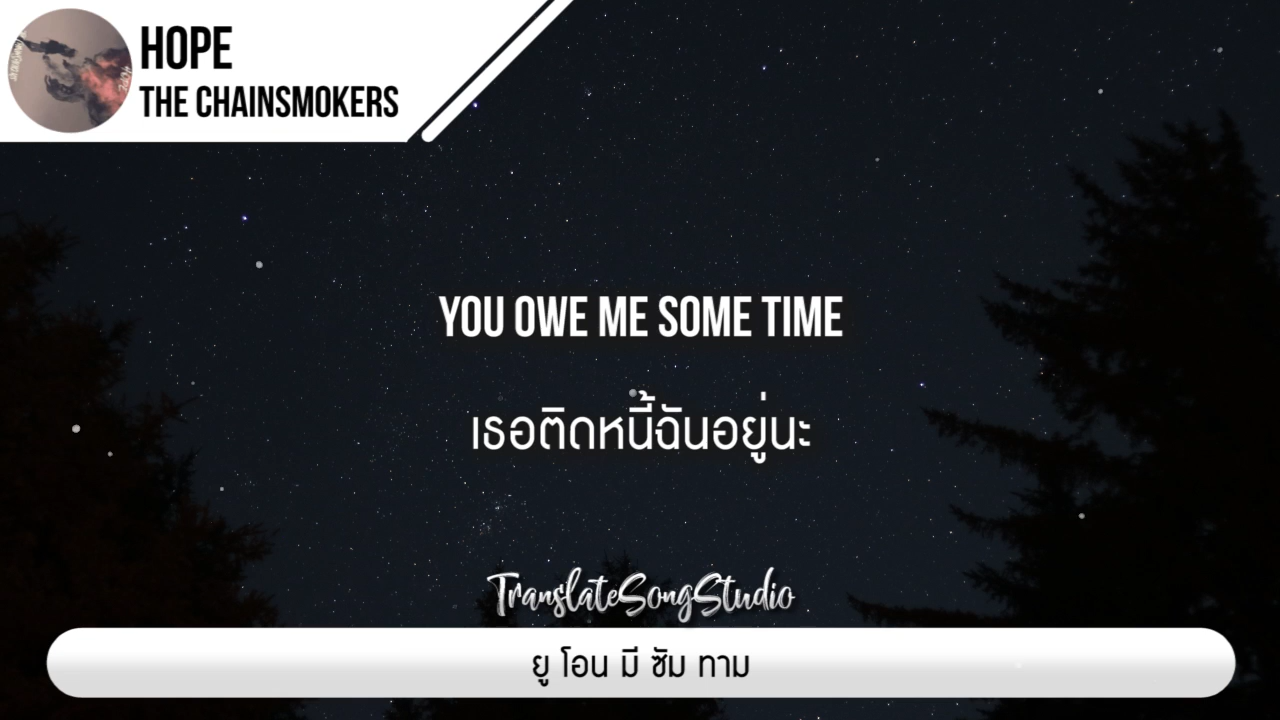 HOPE
THE CHAINSMOKERS
YOU OWE ME SOME TIME
เธอติดหนี้ฉันอยู่นะ
TranslateSongStudio
ยู โอน มี ซัม ทาม